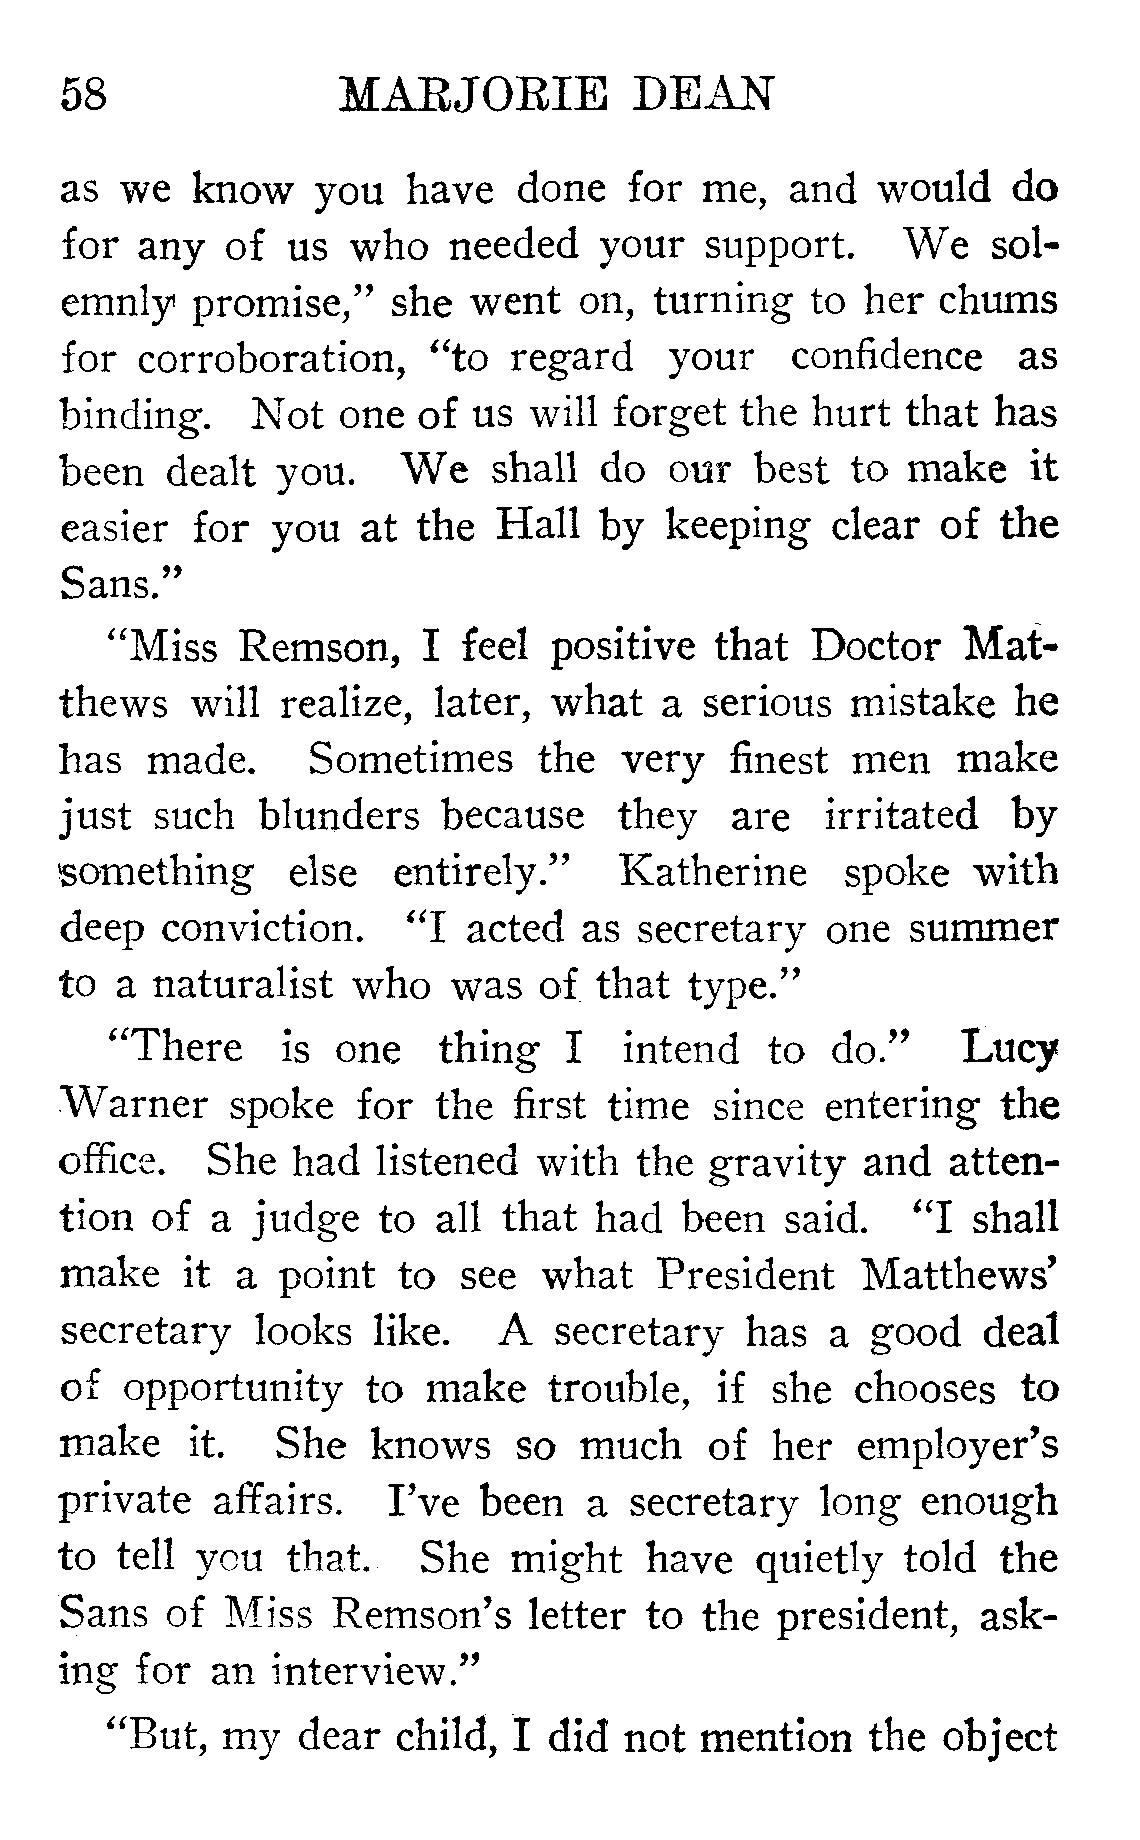 58 MARJORIE DEAN
as we know you have done for me, and would do
for any of us who needed your support. We sol-
emnly promise,” she went on, turning to her chums
for corroboration, “to regard your confidence as
binding. Not one of us will forget the hurt that has
been dealt you. We shall do our best to make it
easier for you at the Hall by keeping clear of the
Sans.”
“Miss Remson, I feel positive that Doctor Mat-
thews will realize, later, what a serious mistake he
has made. Sometimes the very finest men make
just such blunders because they are irritated by
something else entirely.” Katherine spoke with
deep conviction. “I acted as secretary one summer
to a naturalist who was of that type.”
“There is one thing I intend to do.” Lucy
Warner spoke for the first time since entering the
office. She had listened with the gravity and atten-
tion of a judge to all that had been said. “I shall
make it a point to see what President Matthews’
secretary looks like. A secretary has a good deal
of opportunity to make trouble, if she chooses to
make it. She knows so much of her employer’s
private affairs. I’ve been a secretary long enough
to tell you that. She might have quietly told the
Sans of Miss Remson’s letter to the president, ask-
ing for an interview.”
“But, my dear child, I did not mention the object